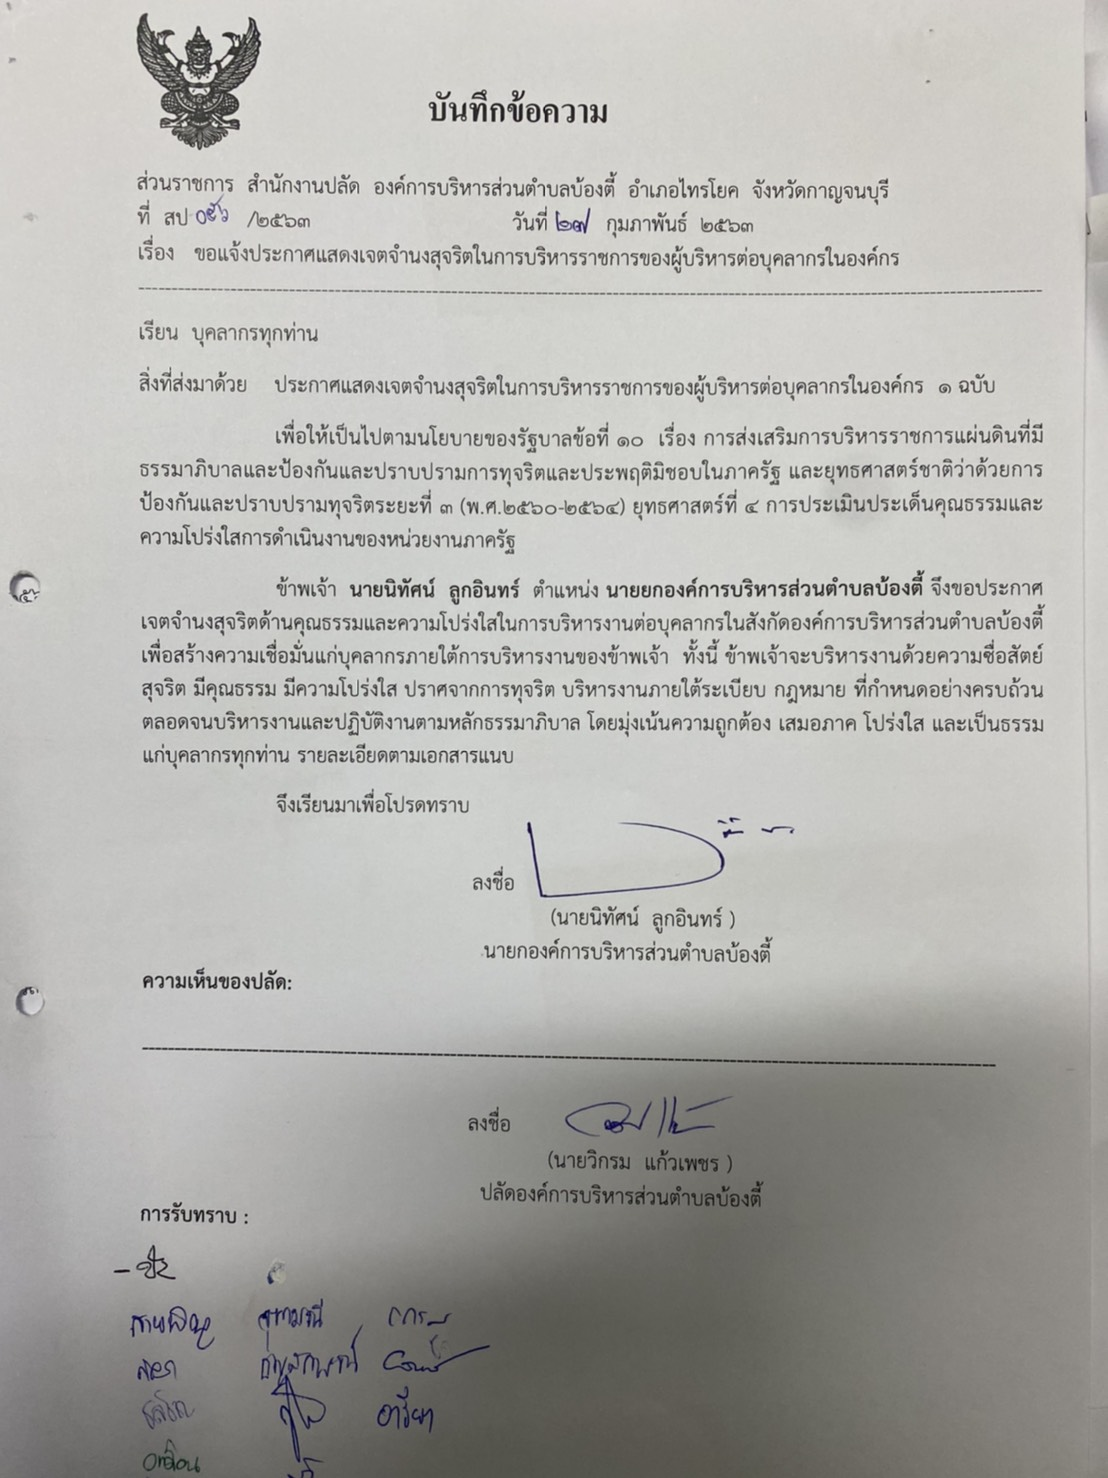 บันทึกข้อความ
ส่วนราชการ สำนักงานปลัด องค์การบริหารส่วนตำบลบ้องตี้ อำเภอไทรโยค จังหวัดกาญจนบุรี
ที่ สป /๒๕๖๓ วันที่ ๒๗ กุมภาพันธ์ ๒๕๖๓
เรื่อง ขอแจ้งประกาศแสดงเจตจำนงสุจริตในการบริหารราชการของผู้บริหารต่อบุคลากรในองค์กร
เรียน บุคลากรทุกท่าน
สิ่งที่ส่งมาด้วย ประกาศแสดงเจตจำนงสุจริตในการบริหารราชการของผู้บริหารต่อบุคลากรในองค์กร ๑ ฉบับ
เพื่อให้เป็นไปตามนโยบายของรัฐบาลข้อที่ ๑๐ เรื่อง การส่งเสริมการบริหารราชการแผ่นดินที่มี
ธรรมาภิบาลและป้องกันและปราบปรามการทุจริตและประพฤติมิชอบในภาครัฐ และยุทธศาสตร์ชาติว่าด้วยการ
ป้องกันและปราบปรามทุจริตระยะที่ ๓ (พ.ศ.๒๕๖๐-๒๕๖๔) ยุทธศาสตร์ที่ ๔ การประเมินประเด็นคุณธรรมและ
ความโปร่งใสการดำเนินงานของหน่วยงานภาครัฐ
ข้าพเจ้า นายนิทัศน์ ลูกอินทร์ ตำแหน่ง นายยกองค์การบริหารส่วนตำบลบ้องตี้ จึงขอประกาศ
เจตจำนงสุจริตด้านคุณธรรมและความโปร่งใสในการบริหารงานต่อบุคลากรในสังกัดองค์การบริหารส่วนตำบลบ้องตี้
เพื่อสร้างความเชื่อมั่นแก่บุคลากรภายใต้การบริหารงานของข้าพเจ้า ทั้งนี้ ข้าพเจ้าจะบริหารงานด้วยความซื่อสัตย์
สุจริต มีคุณธรรม มีความโปร่งใส ปราศจากการทุจริต บริหารงานภายใต้ระเบียบ กฎหมาย ที่กำหนดอย่างครบถ้วน
ตลอดจนบริหารงานและปฏิบัติงานตามหลักธรรมาภิบาล โดยมุ่งเน้นความถูกต้อง เสมอภาค โปร่งใส และเป็นธรรม
แก่บุคลากรทุกท่าน รายละเอียดตามเอกสารแนบ
จึงเรียนมาเพื่อโปรดทราบ
ลงชื่อ
(นายนิทัศน์ ลูกอินทร์ )
นายกองค์การบริหารส่วนตำบลบ้องตี้
ความเห็นของปลัด:
ลงชื่อ
(นายวิกรม แก้วเพชร )
ปลัดองค์การบริหารส่วนตำบลบ้องตี้
การรับทราบ :
อารียา